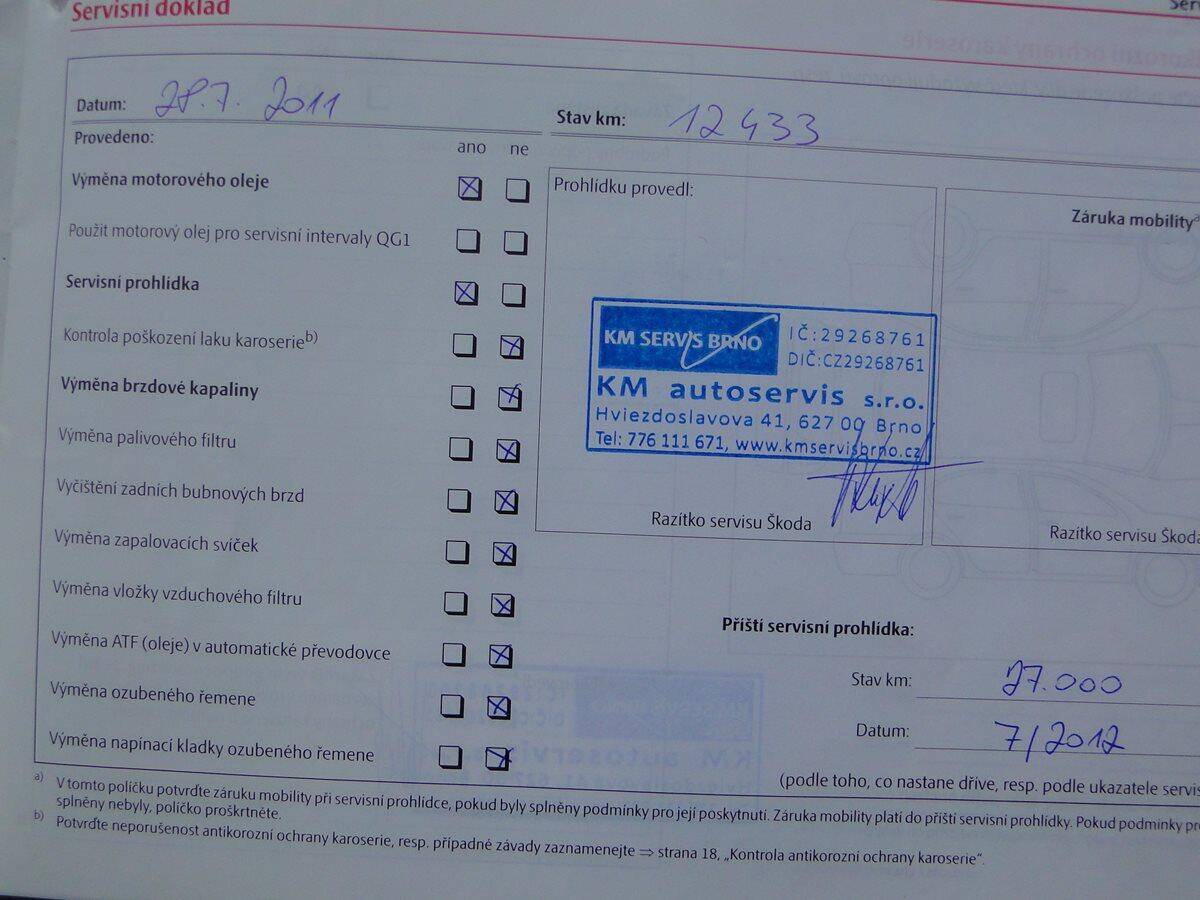 Servisní doklad
Ser
Datum: 28.7. 2011
Stav km: 12 433
Provedeno:
ano ne
Výměna motorového oleje
Použit motorový olej pro servisní intervaly QG1
Servisní prohlídka
Kontrola poškození laku karoserieb)
Výměna brzdové kapaliny
Výměna palivového filtru
Vyčištění zadních bubnových brzd
Výměna zapalovacích svíček
Výměna vložky vzduchového filtru
Výměna ATF (oleje) v automatické převodovce
Výměna ozubeného řemene
Výměna napínací kladky ozubeného řemene
Prohlídku provedl:
KM SERVIS BRNO
IČ:29268761
DIČ:CZ29268761
KM autoservis s.r.o.
Hviezdoslavova 41, 627 00 Brno
Tel: 776 111 671, www.kmservisbrno.cz
Razítko servisu Škoda
Záruka mobilitya
Razítko servisu Škoda
Příští servisní prohlídka:
Stav km: 27.000
Datum: 7/2012
(podle toho, co nastane dříve, resp. podle ukazatele servis
a) V tomto políčku potvrďte záruku mobility při servisní prohlídce, pokud byly splněny podmínky pro její poskytnutí. Záruka mobility platí do příští servisní prohlídky. Pokud podmínky pro
splněny nebyly, políčko proškrtněte.
b) Potvrďte neporušenost antikorozní ochrany karoserie, resp. případné závady zaznamenejte ⇒ strana 18, „Kontrola antikorozní ochrany karoserie“.